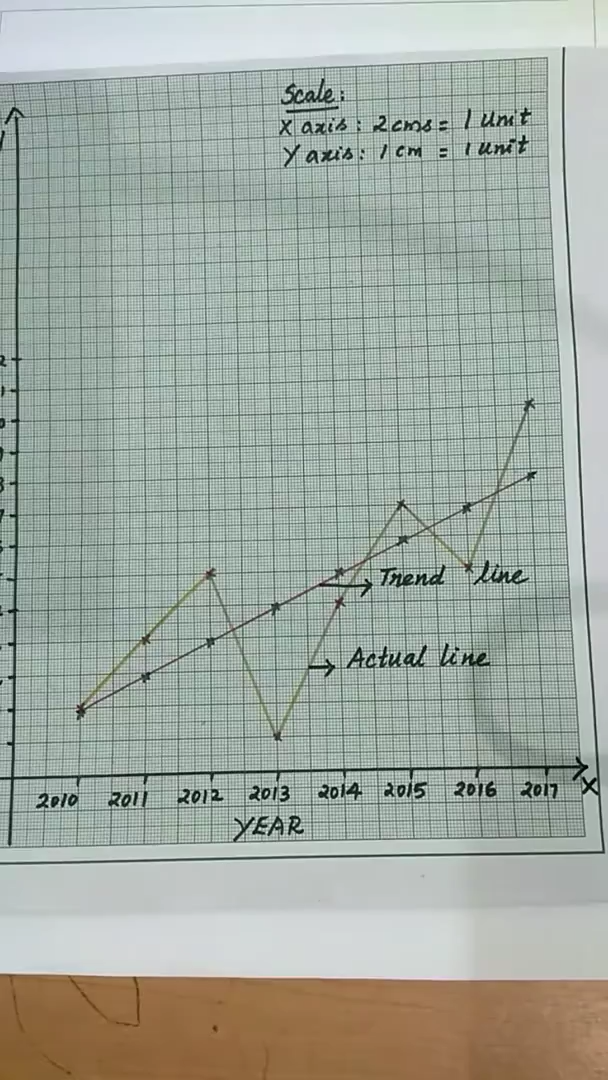 Scale:
X axis: 2 cms = 1 Unit
Y axis: 1 cm = 1 unit
Trend line
Actual line
2010 2011 2012 2013 2014 2015 2016 2017 X
YEAR